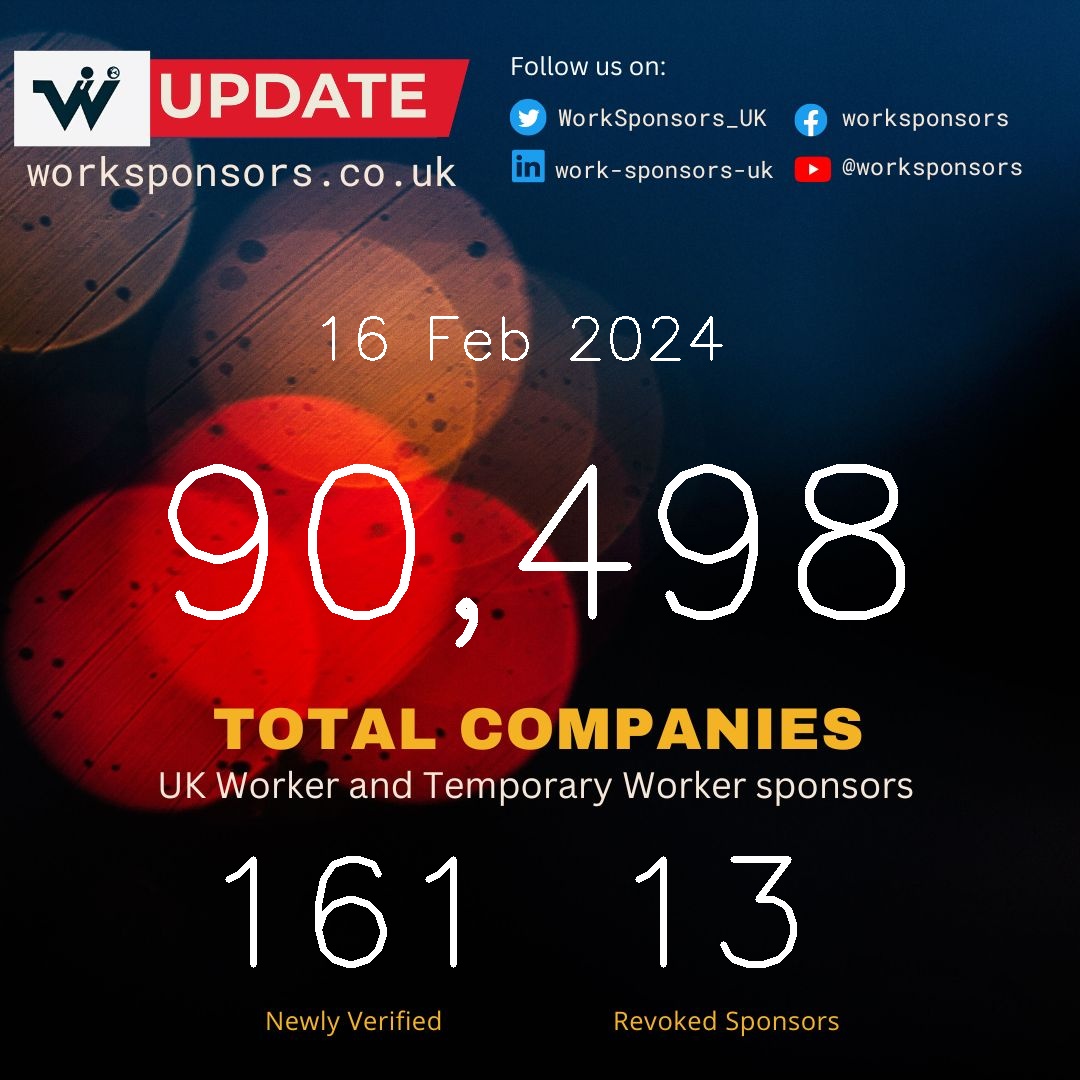 UPDATE
worksponsors.co.uk
Follow us on:
WorkSponsors_UK
worksponsors
work-sponsors-uk
@worksponsors
16 Feb 2024
90,498
TOTAL COMPANIES
UK Worker and Temporary Worker sponsors
161 13
Newly Verified Revoked Sponsors